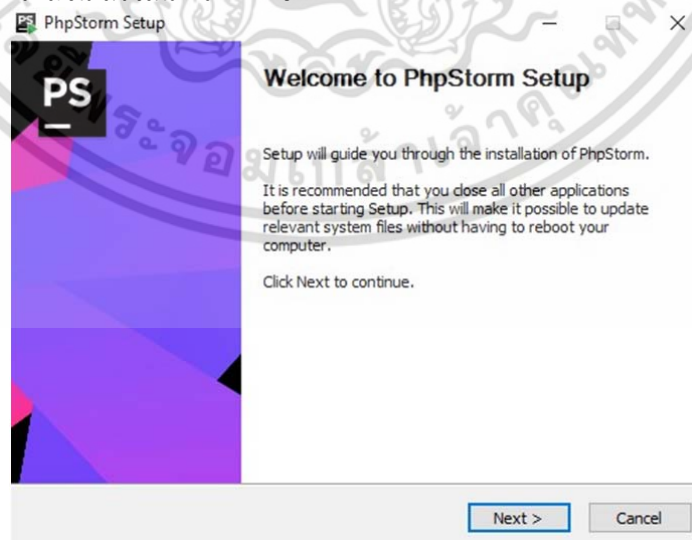 PhpStorm Setup
PS
Welcome to PhpStorm Setup
Setup will guide you through the installation of PhpStorm.
It is recommended that you close all other applications
before starting Setup. This will make it possible to update
relevant system files without having to reboot your
computer.
Click Next to continue.
Next >
Cancel